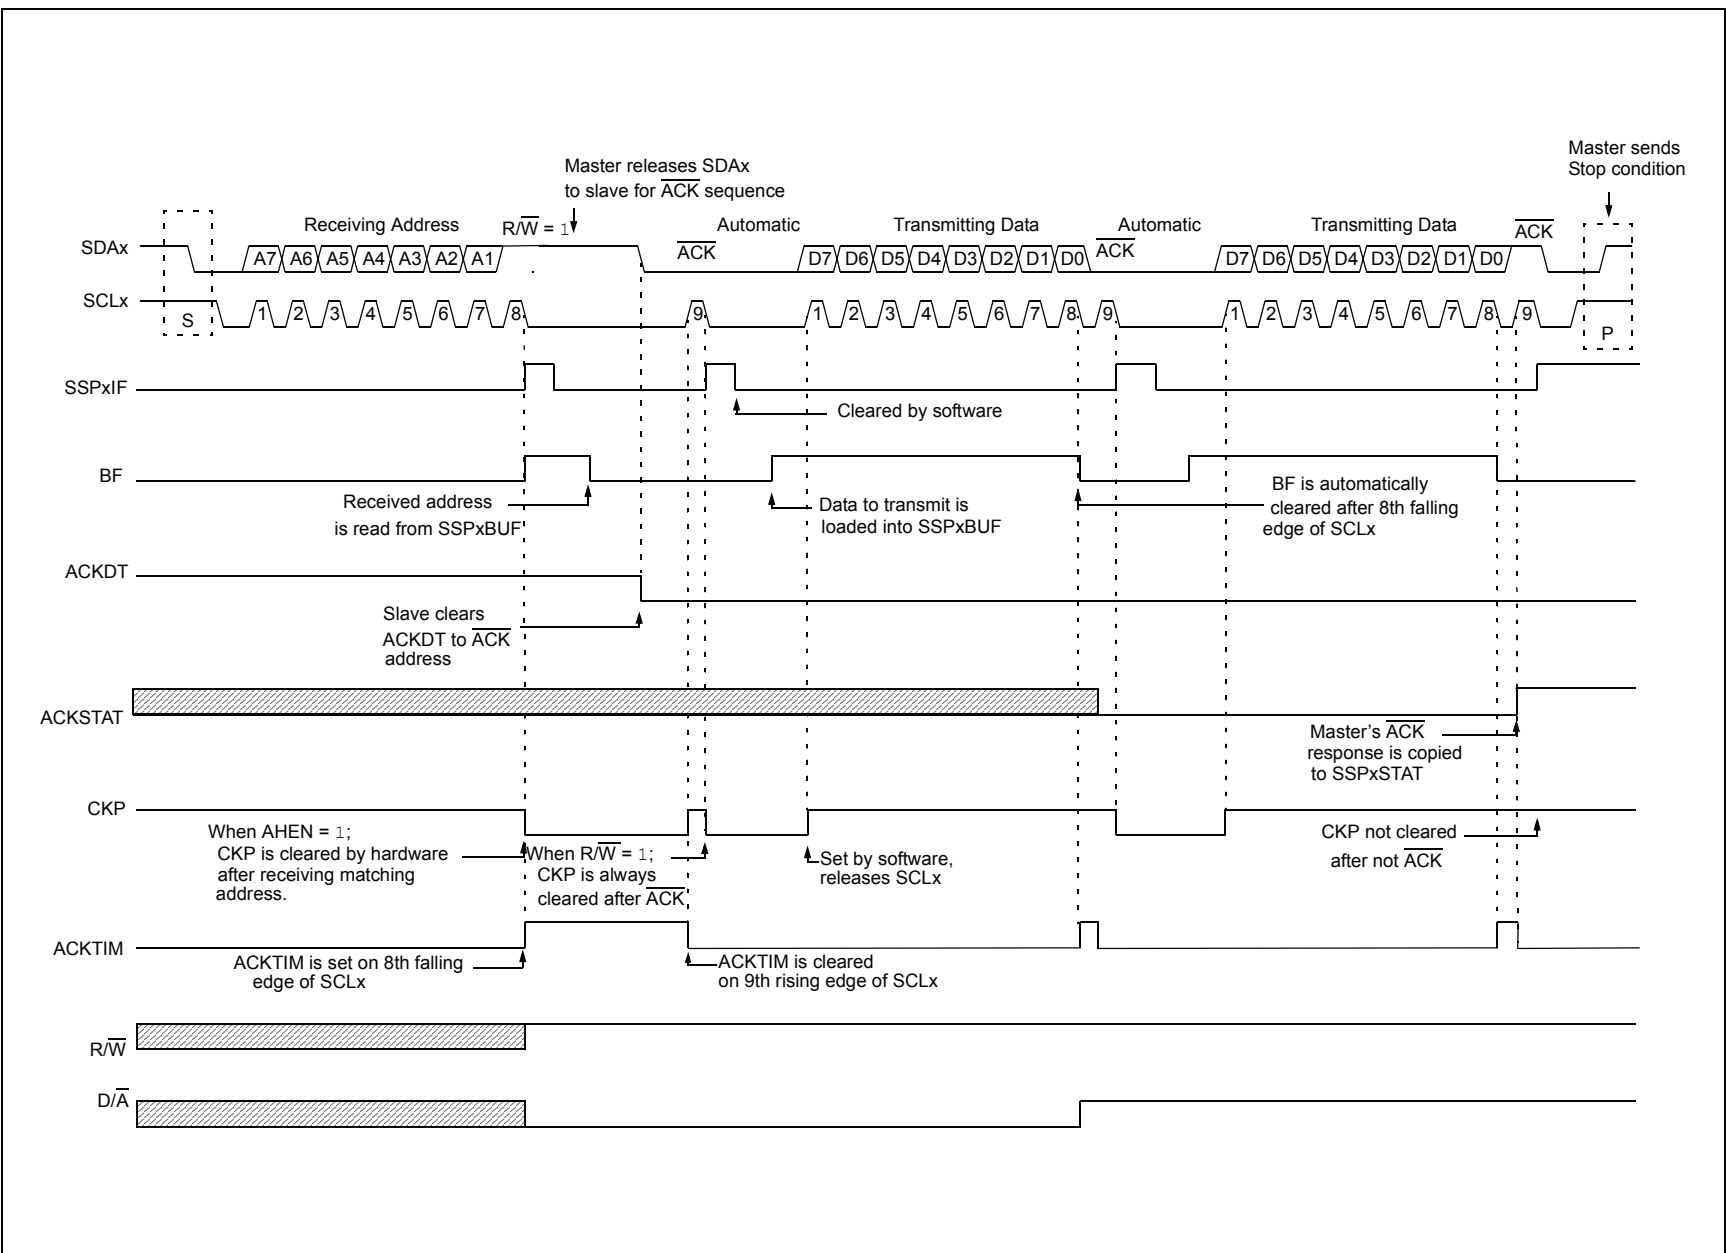 Master sends
Stop condition
Master releases SDAx
to slave for ACK sequence
Receiving Address
R/W = 1
Automatic
Transmitting Data
Automatic
Transmitting Data
ACK
SDAx
A7 A6 A5 A4 A3 A2 A1
ACK
D7 D6 D5 D4 D3 D2 D1 D0
ACK
D7 D6 D5 D4 D3 D2 D1 D0
SCLx
S
1 2 3 4 5 6 7 8 9
1 2 3 4 5 6 7 8 9
1 2 3 4 5 6 7 8 9
P
SSPxIF
Cleared by software
BF
Received address
is read from SSPxBUF
Data to transmit is
loaded into SSPxBUF
BF is automatically
cleared after 8th falling
edge of SCLx
ACKDT
Slave clears
ACKDT to ACK
address
ACKSTAT
Master's ACK
response is copied
to SSPxSTAT
CKP
When AHEN = 1;
CKP is cleared by hardware
after receiving matching
address.
When R/W = 1;
CKP is always
cleared after ACK
Set by software,
releases SCLx
CKP not cleared
after not ACK
ACKTIM
ACKTIM is set on 8th falling
edge of SCLx
ACKTIM is cleared
on 9th rising edge of SCLx
R/W
D/A